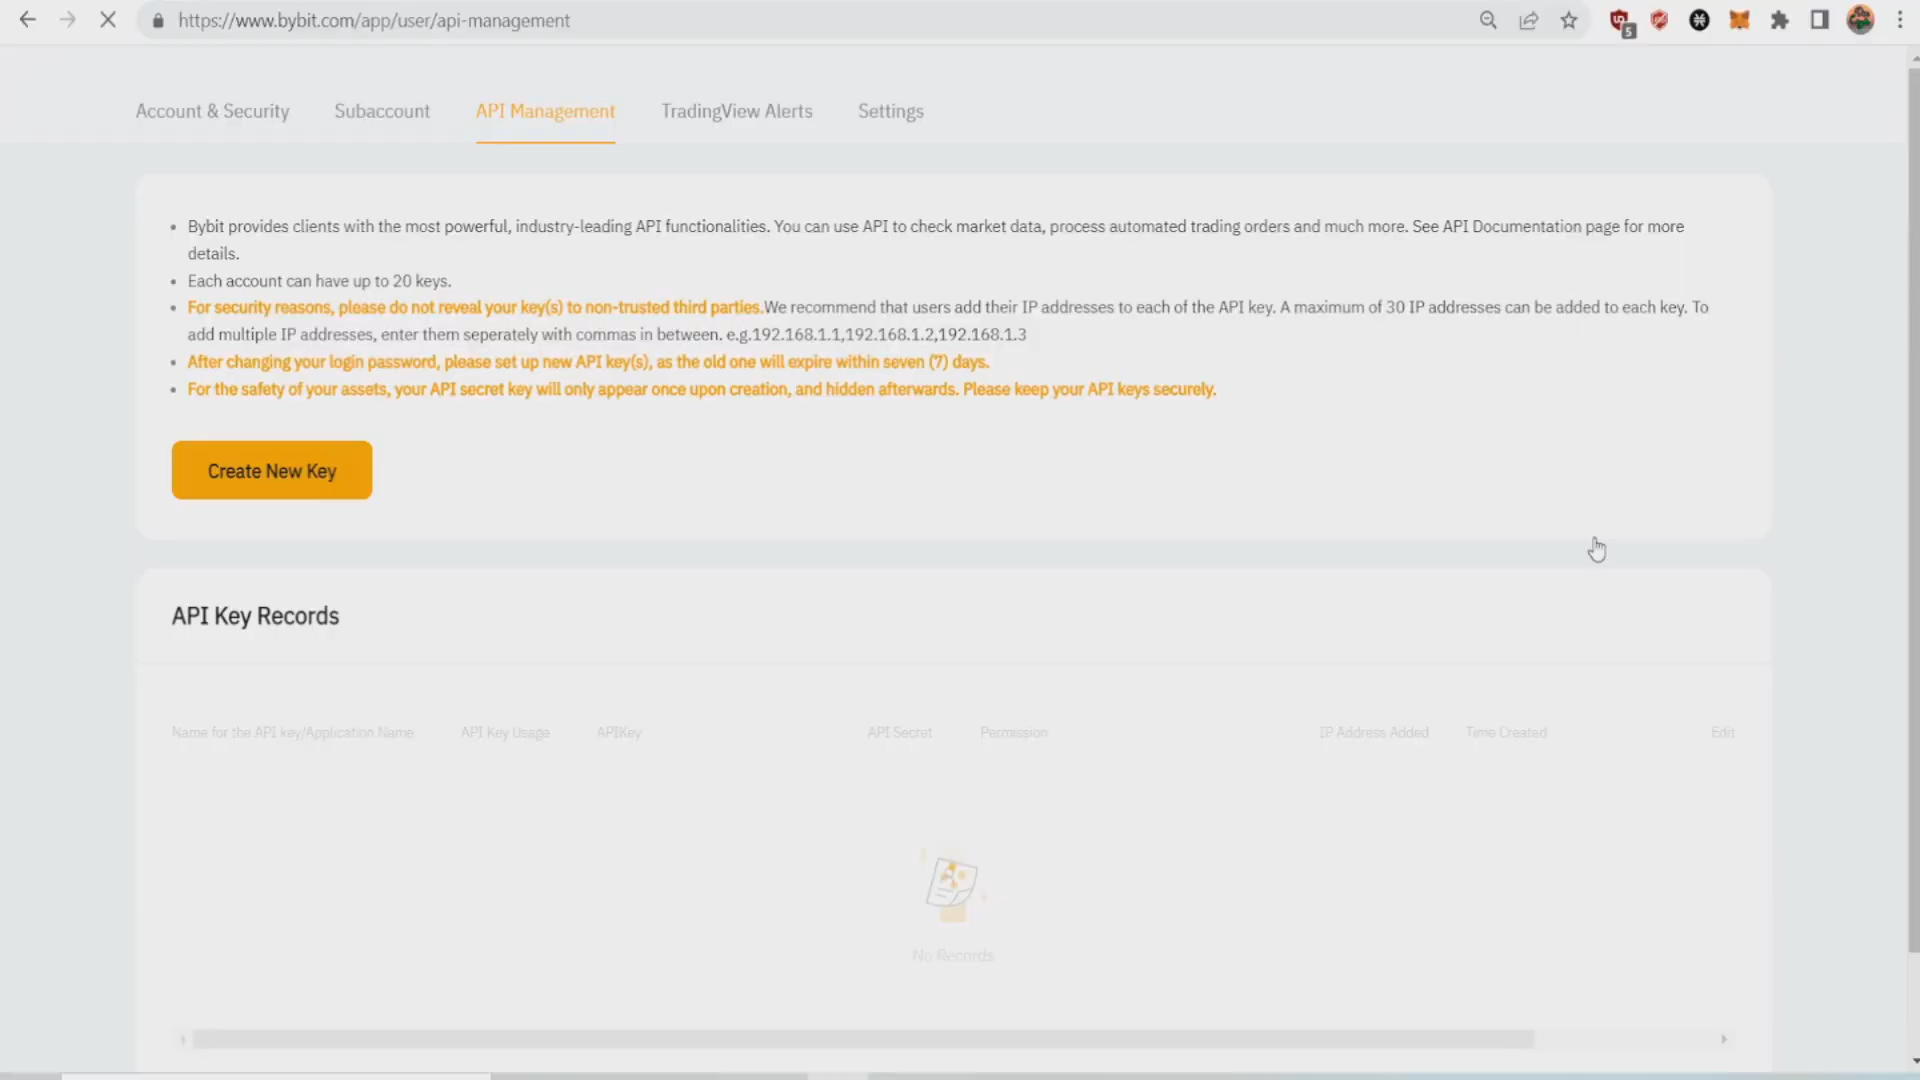 https://www.bybit.com/app/user/api-management
5
Account & Security Subaccount API Management TradingView Alerts Settings
Bybit provides clients with the most powerful, industry-leading API functionalities. You can use API to check market data, process automated trading orders and much more. See API Documentation page for more
details.
Each account can have up to 20 keys.
For security reasons, please do not reveal your key(s) to non-trusted third parties.We recommend that users add their IP addresses to each of the API key. A maximum of 30 IP addresses can be added to each key. To
add multiple IP addresses, enter them seperately with commas in between. e.g.192.168.1.1,192.168.1.2,192.168.1.3
After changing your login password, please set up new API key(s), as the old one will expire within seven (7) days.
For the safety of your assets, your API secret key will only appear once upon creation, and hidden afterwards. Please keep your API keys securely.
Create New Key
API Key Records
Name for the API key/Application Name API Key Usage APIKey API Secret Permission IP Address Added Time Created Edit
No Records